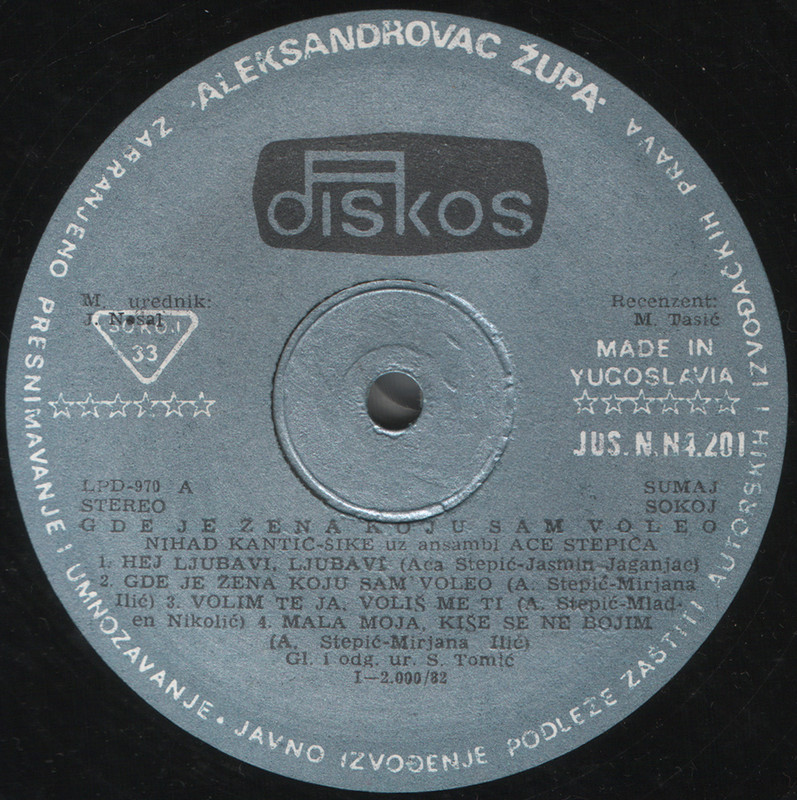 "ALEKSANDROVAC ŽUPA"
diskos
M. urednik:
J. Nosal
SOKOJ
33
Recenzent:
M. Tasić
MADE IN
YUGOSLAVIA
JUS. N. N4.201
LPD-970 A
STEREO
SUMAJ
SOKOJ
GDE JE ŽENA KOJU SAM VOLEO
NIHAD KANTIĆ-ŠIKE uz ansambl ACE STEPIĆA
1. HEJ LJUBAVI, LJUBAVI (Aca Stepić-Jasmin Jaganjac)
2. GDE JE ŽENA KOJU SAM VOLEO (A. Stepić-Mirjana
Ilić) 3. VOLIM TE JA, VOLIŠ ME TI (A. Stepić-Mlad-
en Nikolić) 4. MALA MOJA, KIŠE SE NE BOJIM
(A. Stepić-Mirjana Ilić)
Gl. i odg. ur. S. Tomić
I—2.000/82
ZABRANJENO PRESNIMAVANJE I UMNOŽAVANJE. JAVNO IZVOĐENJE PODLEŽE ZAŠTITI AUTORSKIH I IZVOĐAČKIH PRAVA